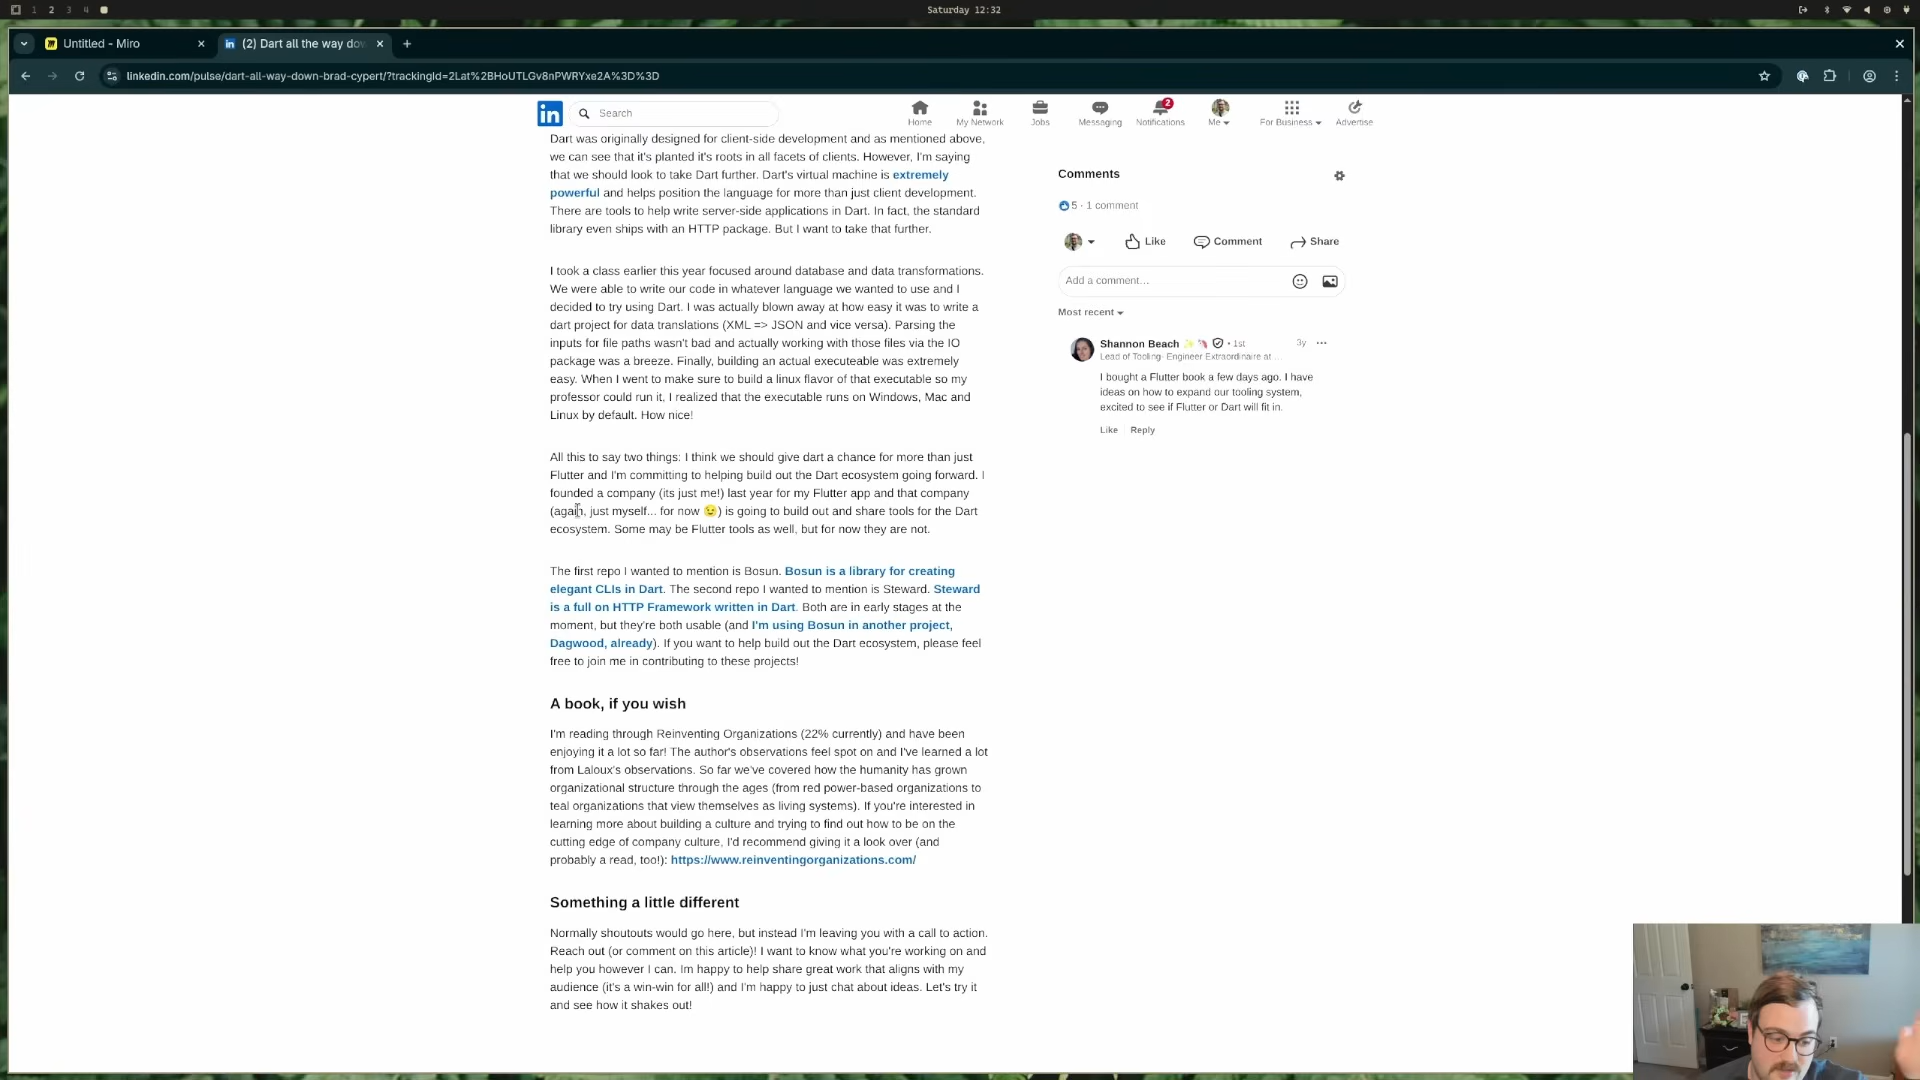 1 2 3 4
Saturday 12:32
Untitled - Miro
(2) Dart all the way dow
linkedin.com/pulse/dart-all-way-down-brad-cypert/?trackingId=2Lat%2BHoUTLGv8nPWRYxe2A%3D%3D
in
Search
Home
My Network
Jobs
Messaging
2
Notifications
Me
For Business
Advertise
Dart was originally designed for client-side development and as mentioned above,
we can see that it's planted it's roots in all facets of clients. However, I'm saying
that we should look to take Dart further. Dart's virtual machine is extremely
powerful and helps position the language for more than just client development.
There are tools to help write server-side applications in Dart. In fact, the standard
library even ships with an HTTP package. But I want to take that further.
I took a class earlier this year focused around database and data transformations.
We were able to write our code in whatever language we wanted to use and I
decided to try using Dart. I was actually blown away at how easy it was to write a
dart project for data translations (XML => JSON and vice versa). Parsing the
inputs for file paths wasn't bad and actually working with those files via the IO
package was a breeze. Finally, building an actual executeable was extremely
easy. When I went to make sure to build a linux flavor of that executable so my
professor could run it, I realized that the executable runs on Windows, Mac and
Linux by default. How nice!
All this to say two things: I think we should give dart a chance for more than just
Flutter and I'm committing to helping build out the Dart ecosystem going forward. I
founded a company (its just me!) last year for my Flutter app and that company
(again, just myself... for now 😉) is going to build out and share tools for the Dart
ecosystem. Some may be Flutter tools as well, but for now they are not.
The first repo I wanted to mention is Bosun. Bosun is a library for creating
elegant CLIs in Dart. The second repo I wanted to mention is Steward. Steward
is a full on HTTP Framework written in Dart. Both are in early stages at the
moment, but they're both usable (and I'm using Bosun in another project,
Dagwood, already). If you want to help build out the Dart ecosystem, please feel
free to join me in contributing to these projects!
A book, if you wish
I'm reading through Reinventing Organizations (22% currently) and have been
enjoying it a lot so far! The author's observations feel spot on and I've learned a lot
from Laloux's observations. So far we've covered how the humanity has grown
organizational structure through the ages (from red power-based organizations to
teal organizations that view themselves as living systems). If you're interested in
learning more about building a culture and trying to find out how to be on the
cutting edge of company culture, I'd recommend giving it a look over (and
probably a read, too!): https://www.reinventingorganizations.com/
Something a little different
Normally shoutouts would go here, but instead I'm leaving you with a call to action.
Reach out (or comment on this article)! I want to know what you're working on and
help you however I can. Im happy to help share great work that aligns with my
audience (it's a win-win for all!) and I'm happy to just chat about ideas. Let's try it
and see how it shakes out!
Comments
5 · 1 comment
Like
Comment
Share
Add a comment…
Most recent
Shannon Beach ✨ 🦄 • 1st
3y
Lead of Tooling- Engineer Extraordinaire at…
I bought a Flutter book a few days ago. I have
ideas on how to expand our tooling system,
excited to see if Flutter or Dart will fit in.
Like
Reply